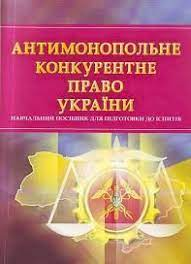 АНТИМОНОПОЛЬНЕ
КОНКУРЕНТНЕ
ПРАВО
УКРАЇНИ
НАВЧАЛЬНИЙ ПОСІБНИК ДЛЯ ПІДГОТОВКИ ДО ІСПИТІВ